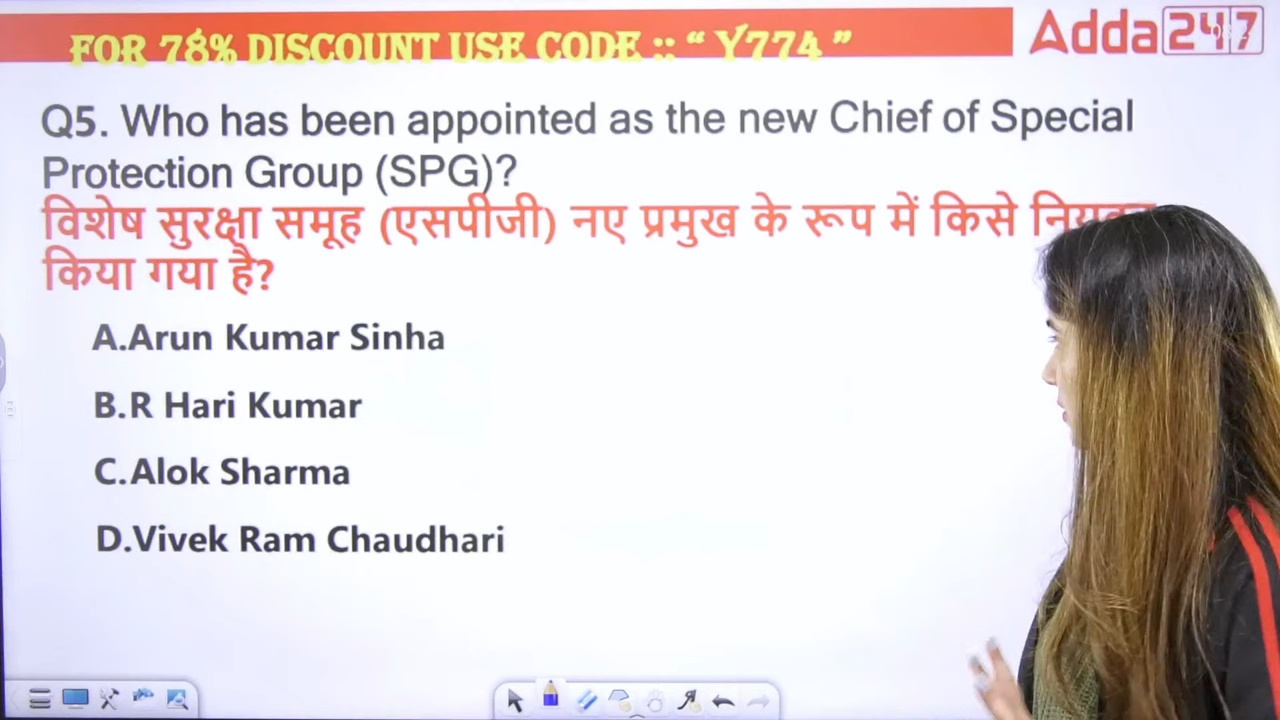 FOR 78% DISCOUNT USE CODE :: “ Y774 ”
Adda247
Q5. Who has been appointed as the new Chief of Special
Protection Group (SPG)?
विशेष सुरक्षा समूह (एसपीजी) नए प्रमुख के रूप में किसे
किया गया है?
A.Arun Kumar Sinha
B.R Hari Kumar
C.Alok Sharma
D.Vivek Ram Chaudhari